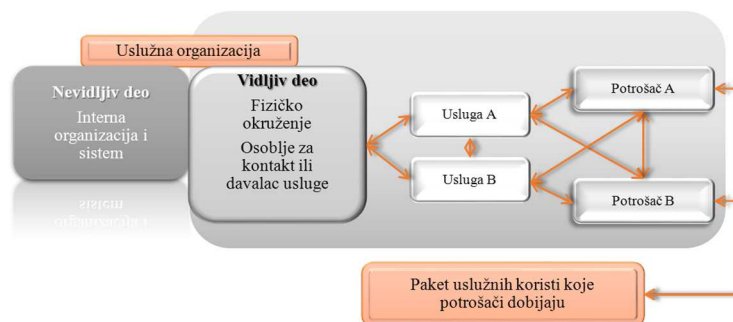 Uslužna organizacija
Nevidljiv deo
Interna
organizacija i
sistem
Vidljiv deo
Fizičko
okruženje
Osoblje za
kontakt ili
davalac usluge
Usluga A
Usluga B
Potrošač A
Potrošač B
Paket uslužnih koristi koje
potrošači dobijaju